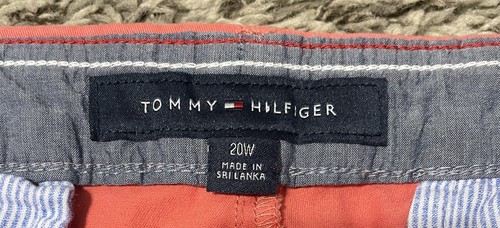 TOMMY HILFIGER
20W
MADE IN
SRI LANKA